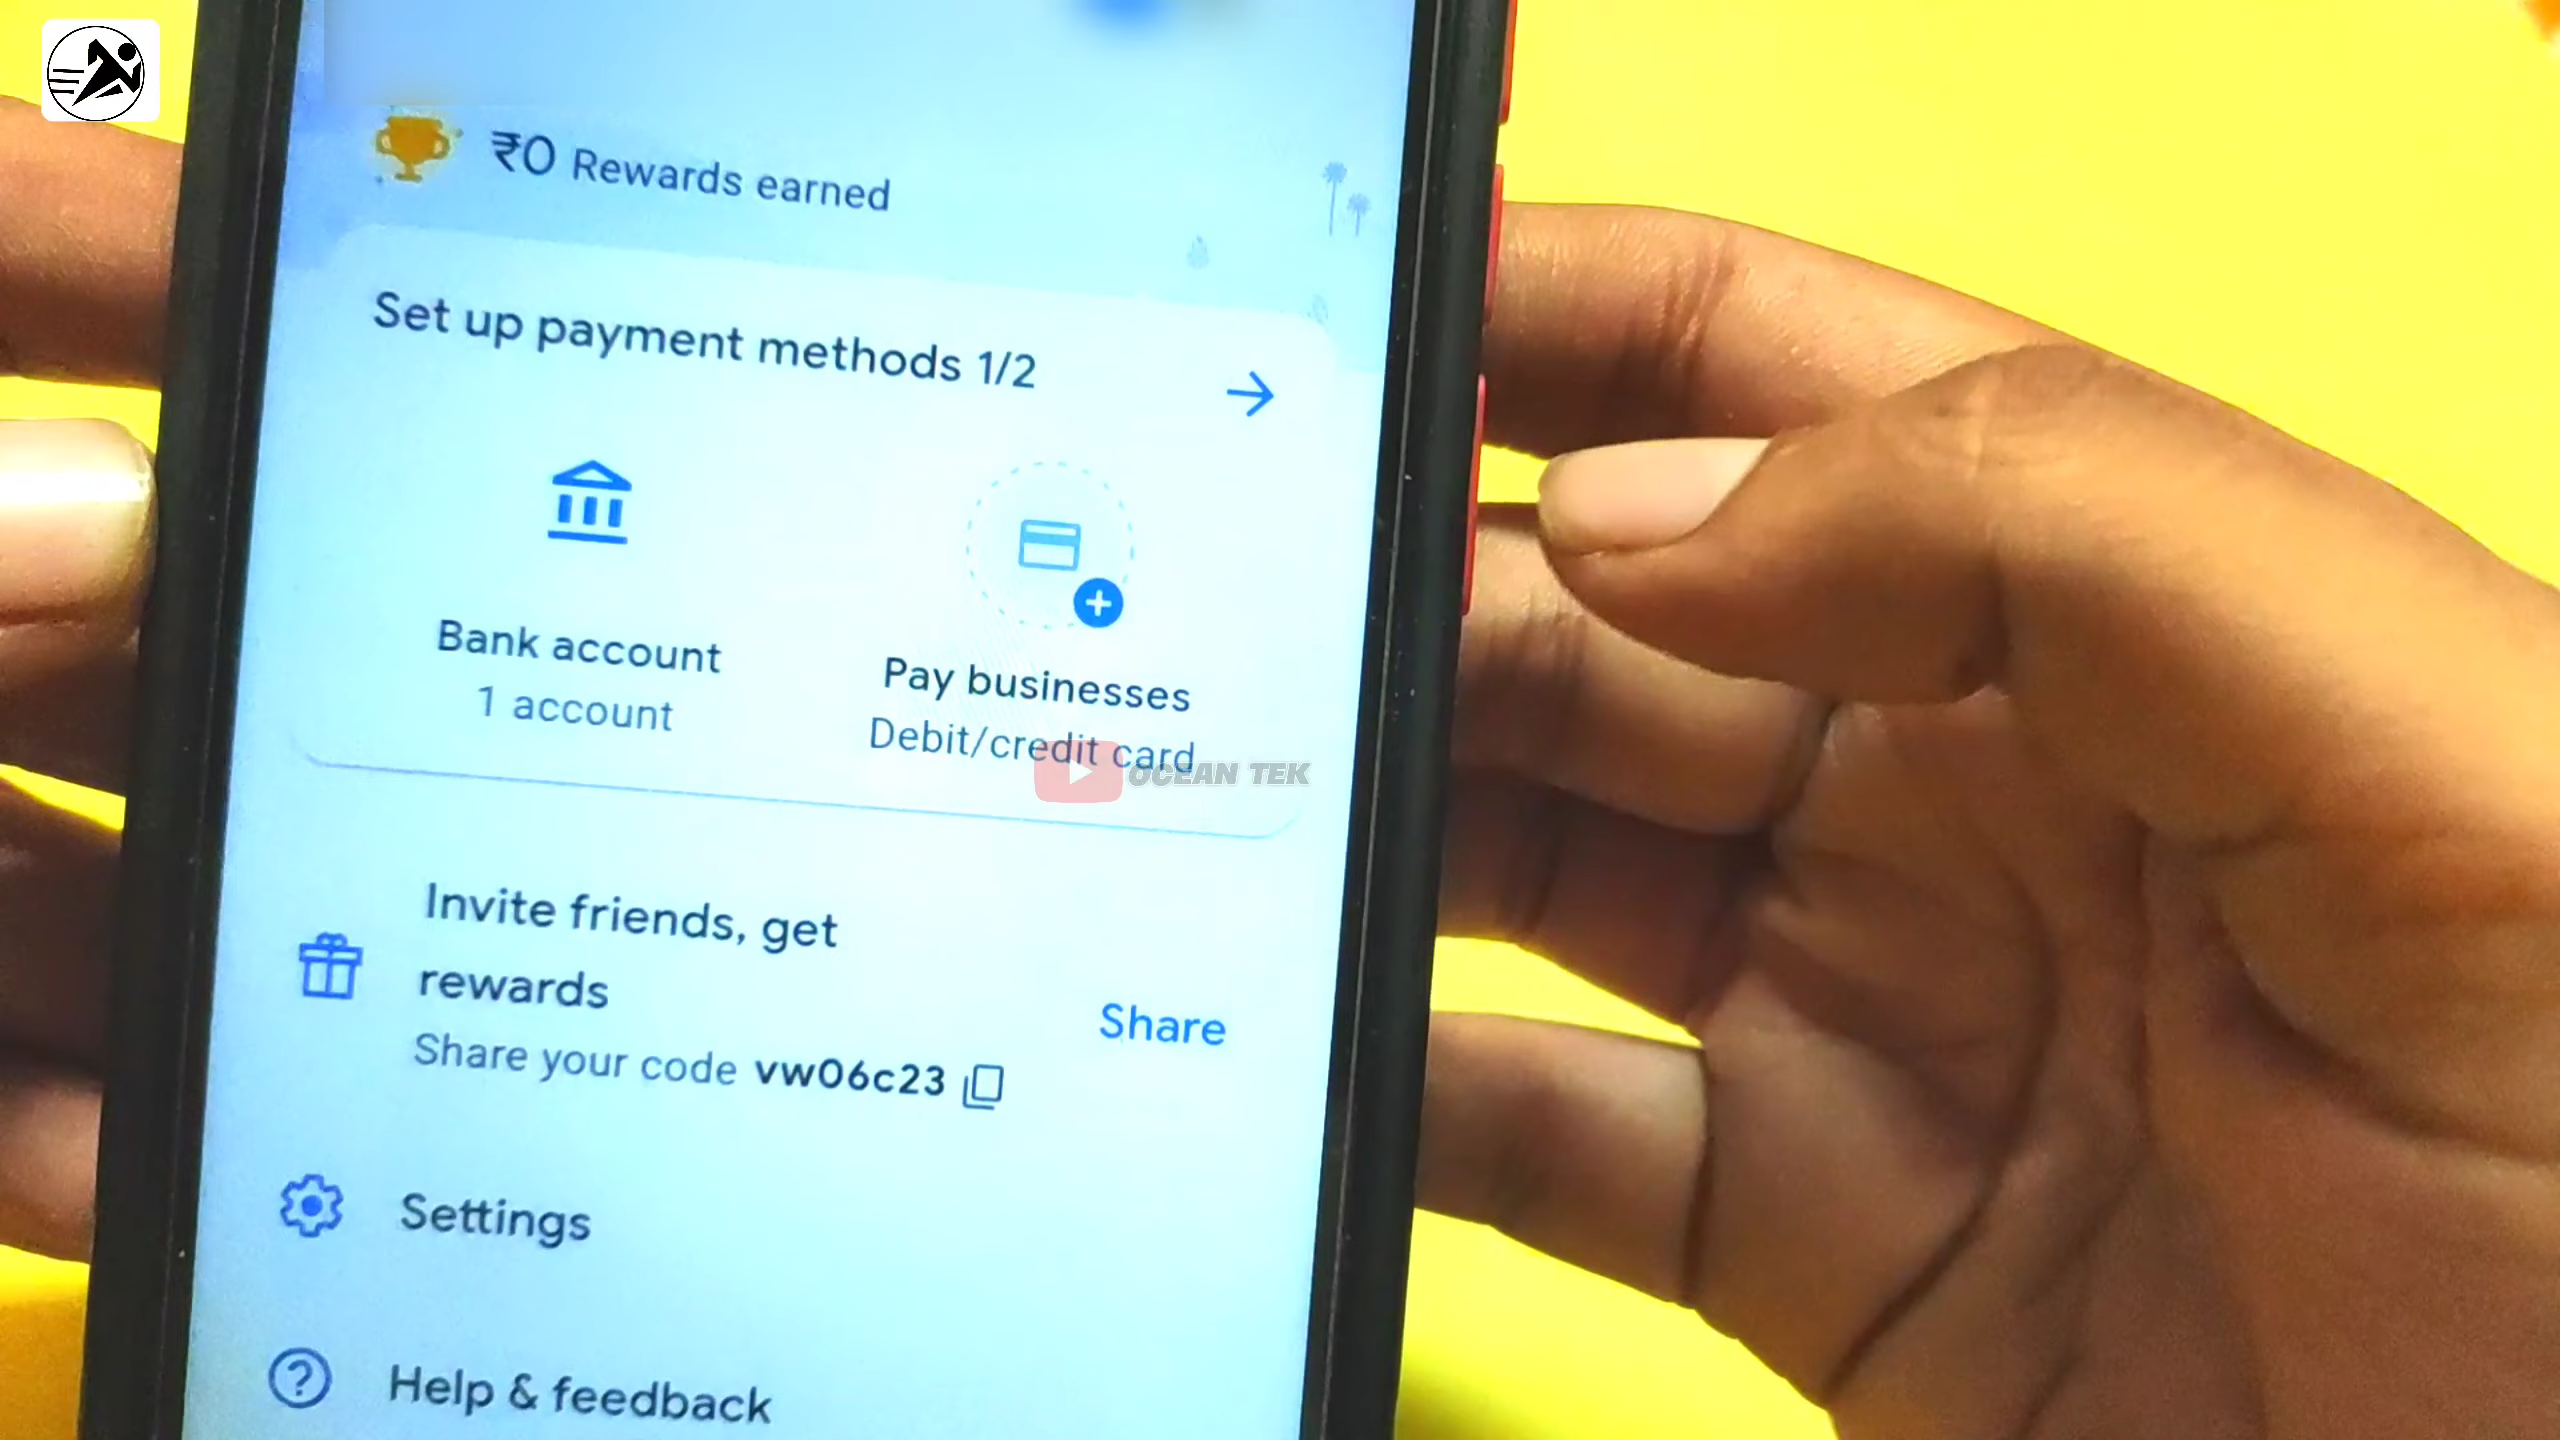 ₹0 Rewards earned
Set up payment methods 1/2
Bank account
1 account
Pay businesses
Debit/credit card
OCEAN TEK
Invite friends, get
rewards
Share
Share your code vw06c23
Settings
Help & feedback